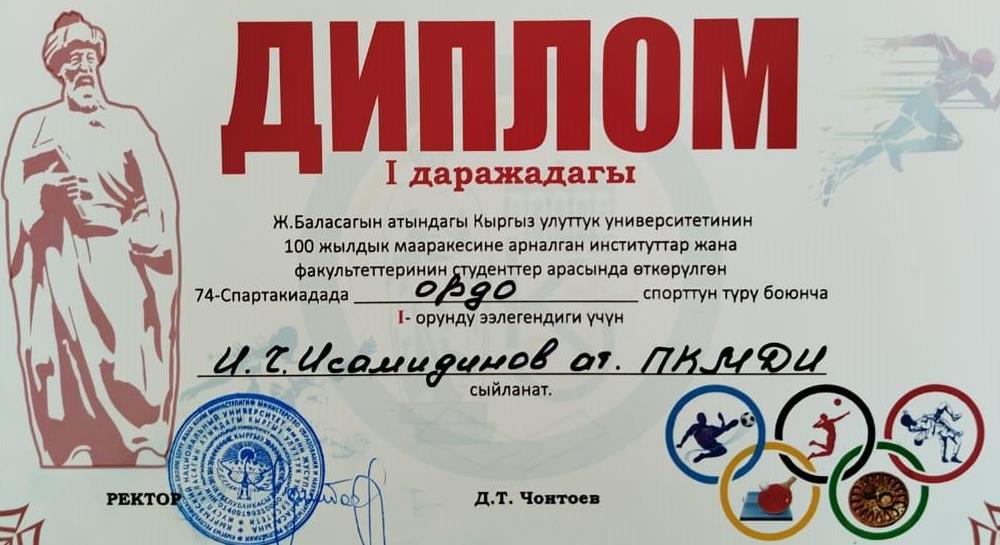 ДИПЛОМ
I даражадагы
Ж.Баласагын атындагы Кыргыз улуттук университетинин
100 жылдык мааракесине арналган институттар жана
факультеттеринин студенттер арасында өткөрүлгөн
74-Спартакиадада ордо спорттун түрү боюнча
I- орунду ээлегендиги үчүн
И.Ч.Исамидинов ат. ПКМДИ
сыйланат.
РЕКТОР Д.Т. Чонтоев